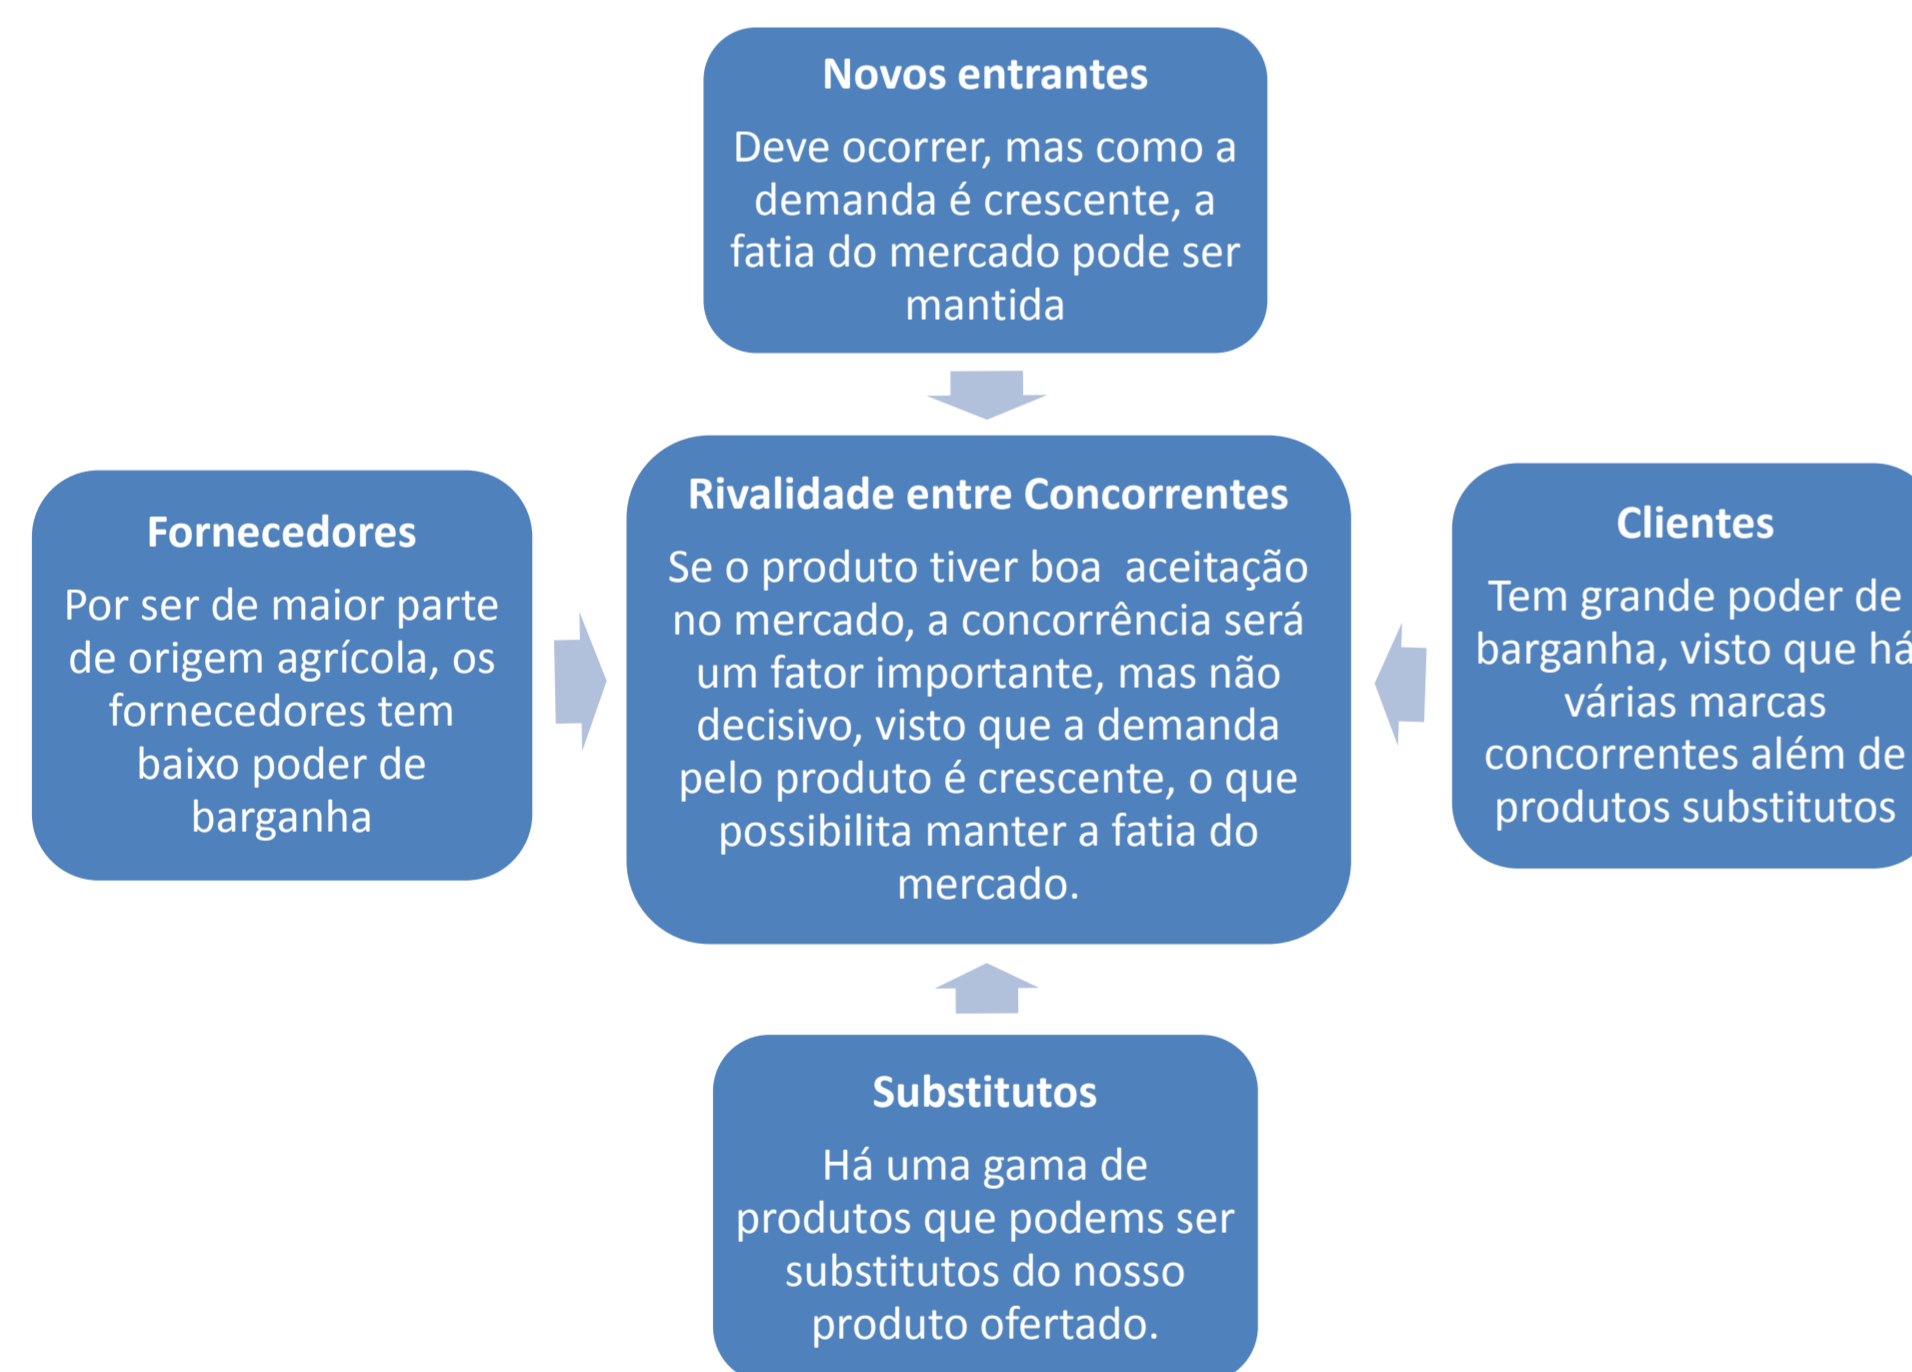 Novos entrantes
Deve ocorrer, mas como a
demanda é crescente, a
fatia do mercado pode ser
mantida
Fornecedores
Por ser de maior parte
de origem agrícola, os
fornecedores tem
baixo poder de
barganha
Rivalidade entre Concorrentes
Se o produto tiver boa  aceitação
no mercado, a concorrência será
um fator importante, mas não
decisivo, visto que a demanda
pelo produto é crescente, o que
possibilita manter a fatia do
mercado.
Clientes
Tem grande poder de
barganha, visto que há
várias marcas
concorrentes além de
produtos substitutos
Substitutos
Há uma gama de
produtos que podems ser
substitutos do nosso
produto ofertado.